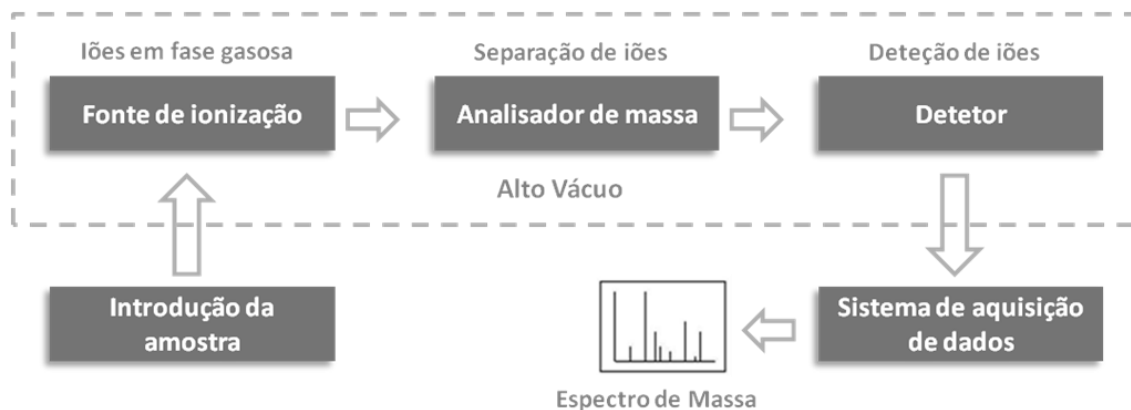 Iões em fase gasosa
Separação de iões
Deteção de iões
Fonte de ionização
Analisador de massa
Detetor
Alto Vácuo
Introdução da
amostra
Sistema de aquisição
de dados
Espectro de Massa